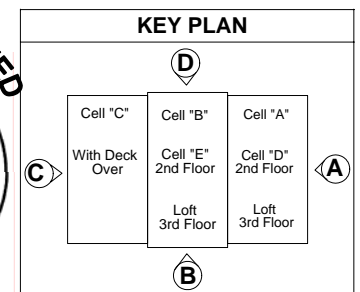 KEY PLAN
D
Cell "C"
With Deck
Over
Cell "B"
Cell "E"
2nd Floor
Loft
3rd Floor
Cell "A"
Cell "D"
2nd Floor
Loft
3rd Floor
C
A
B